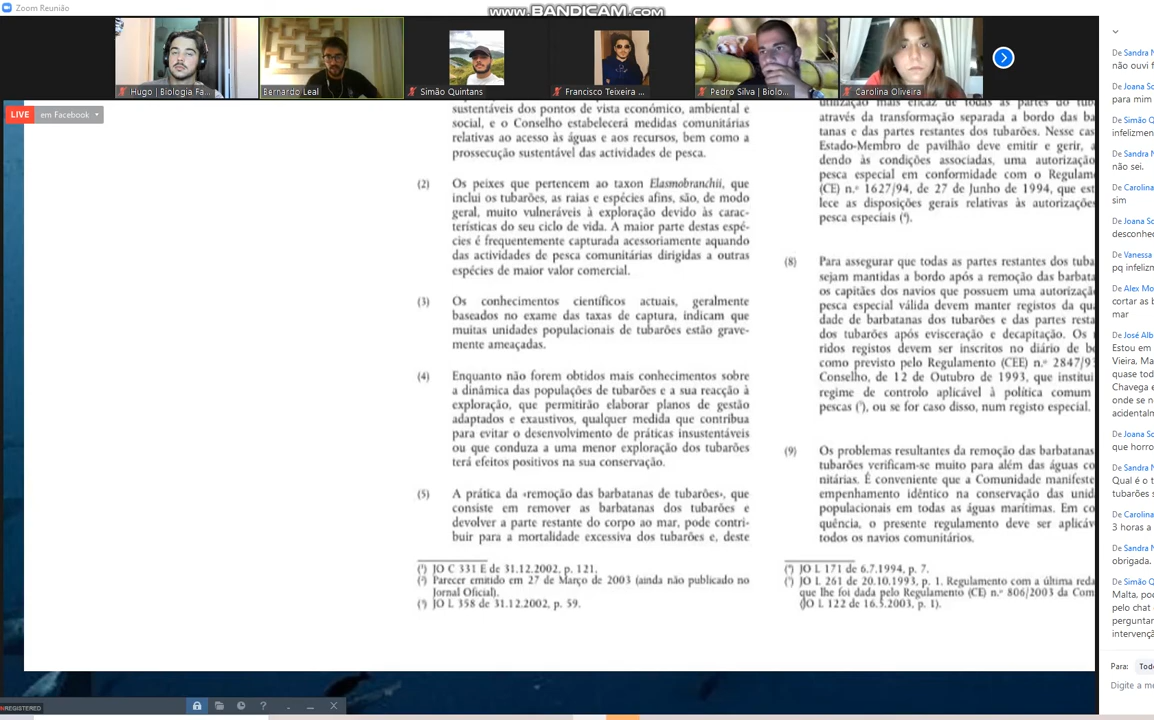 Zoom Reunião
www.BANDICAM.com
Hugo | Biologia Fa...
Bernardo Leal
Simão Quintans
Francisco Teixeira ...
Pedro Silva | Biolo...
Carolina Oliveira
LIVE
em Facebook
sustentáveis dos pontos de vista económico, ambiental e
social, e o Conselho estabelecerá medidas comunitárias
relativas ao acesso às águas e aos recursos, bem como a
prossecução sustentável das actividades de pesca.
(2) Os peixes que pertencem ao taxon Elasmobranchii, que
inclui os tubarões, as raias e espécies afins, são, de modo
geral, muito vulneráveis à exploração devido às carac-
terísticas do seu ciclo de vida. A maior parte destas espé-
cies é frequentemente capturada acessoriamente aquando
das actividades de pesca comunitárias dirigidas a outras
espécies de maior valor comercial.
(3) Os conhecimentos científicos actuais, geralmente
baseados no exame das taxas de captura, indicam que
muitas unidades populacionais de tubarões estão grave-
mente ameaçadas.
(4) Enquanto não forem obtidos mais conhecimentos sobre
a dinâmica das populações de tubarões e a sua reacção à
exploração, que permitirão elaborar planos de gestão
adaptados e exaustivos, qualquer medida que contribua
para evitar o desenvolvimento de práticas insustentáveis
ou que conduza a uma menor exploração dos tubarões
terá efeitos positivos na sua conservação.
(5) A prática da «remoção das barbatanas de tubarões», que
consiste em remover as barbatanas dos tubarões e
devolver a parte restante do corpo ao mar, pode contri-
buir para a mortalidade excessiva dos tubarões e, deste
(¹) JO C 331 E de 31.12.2002, p. 121.
(²) Parecer emitido em 27 de Março de 2003 (ainda não publicado no
Jornal Oficial).
(³) JO L 358 de 31.12.2002, p. 59.
utilização mais eficaz de todas as partes do tub
através da transformação separada a bordo das ba
tanas e das partes restantes dos tubarões. Nesse cas
Estado-Membro de pavilhão deve emitir e gerir, a
dendo às condições associadas, uma autorização
pesca especial em conformidade com o Regulam
(CE) n.º 1627/94, de 27 de Junho de 1994, que est
lece as disposições gerais relativas às autorizações
pesca especiais (⁴).
(8) Para assegurar que todas as partes restantes dos tuba
sejam mantidas a bordo após a remoção das barbata
os capitães dos navios que possuem uma autorizaçã
pesca especial válida devem manter registos da qu
dade de barbatanas dos tubarões e das partes resta
dos tubarões após evisceração e decapitação. Os
ridos registos devem ser inscritos no diário de b
como previsto pelo Regulamento (CEE) n.º 2847/93
Conselho, de 12 de Outubro de 1993, que institui
regime de controlo aplicável à política comum
pescas (⁵), ou se for caso disso, num registo especial.
(9) Os problemas resultantes da remoção das barbatanas
tubarões verificam-se muito para além das águas co
nitárias. É conveniente que a Comunidade manifeste
empenhamento idêntico na conservação das unid
populacionais em todas as águas marítimas. Em co
quência, o presente regulamento deve ser aplicáv
todos os navios comunitários.
(⁴) JO L 171 de 6.7.1994, p. 7.
(⁵) JO L 261 de 20.10.1993, p. 1. Regulamento com a última reda
que lhe foi dada pelo Regulamento (CE) n.º 806/2003 da Com
(JO L 122 de 16.5.2003, p. 1).
De Sandra N
não ouvi f
De Joana So
para mim
De Simão Q
infelizmen
De Sandra N
não sei.
De Carolina
sim
De Joana So
desconhec
De Vanessa
pq infelizm
De Alex Mo
cortar as b
mar
De José Alb
Estou em
Vieira, Ma
quase tod
Chavega e
onde se n
acidentalm
De Joana So
que horro
De Sandra N
Qual é o t
tubarões s
De Carolina
3 horas a
De Sandra N
obrigada.
De Simão Q
Malta, pod
pelo chat
perguntar
intervençã
Para: Tod
Digite a me
UNREGISTERED